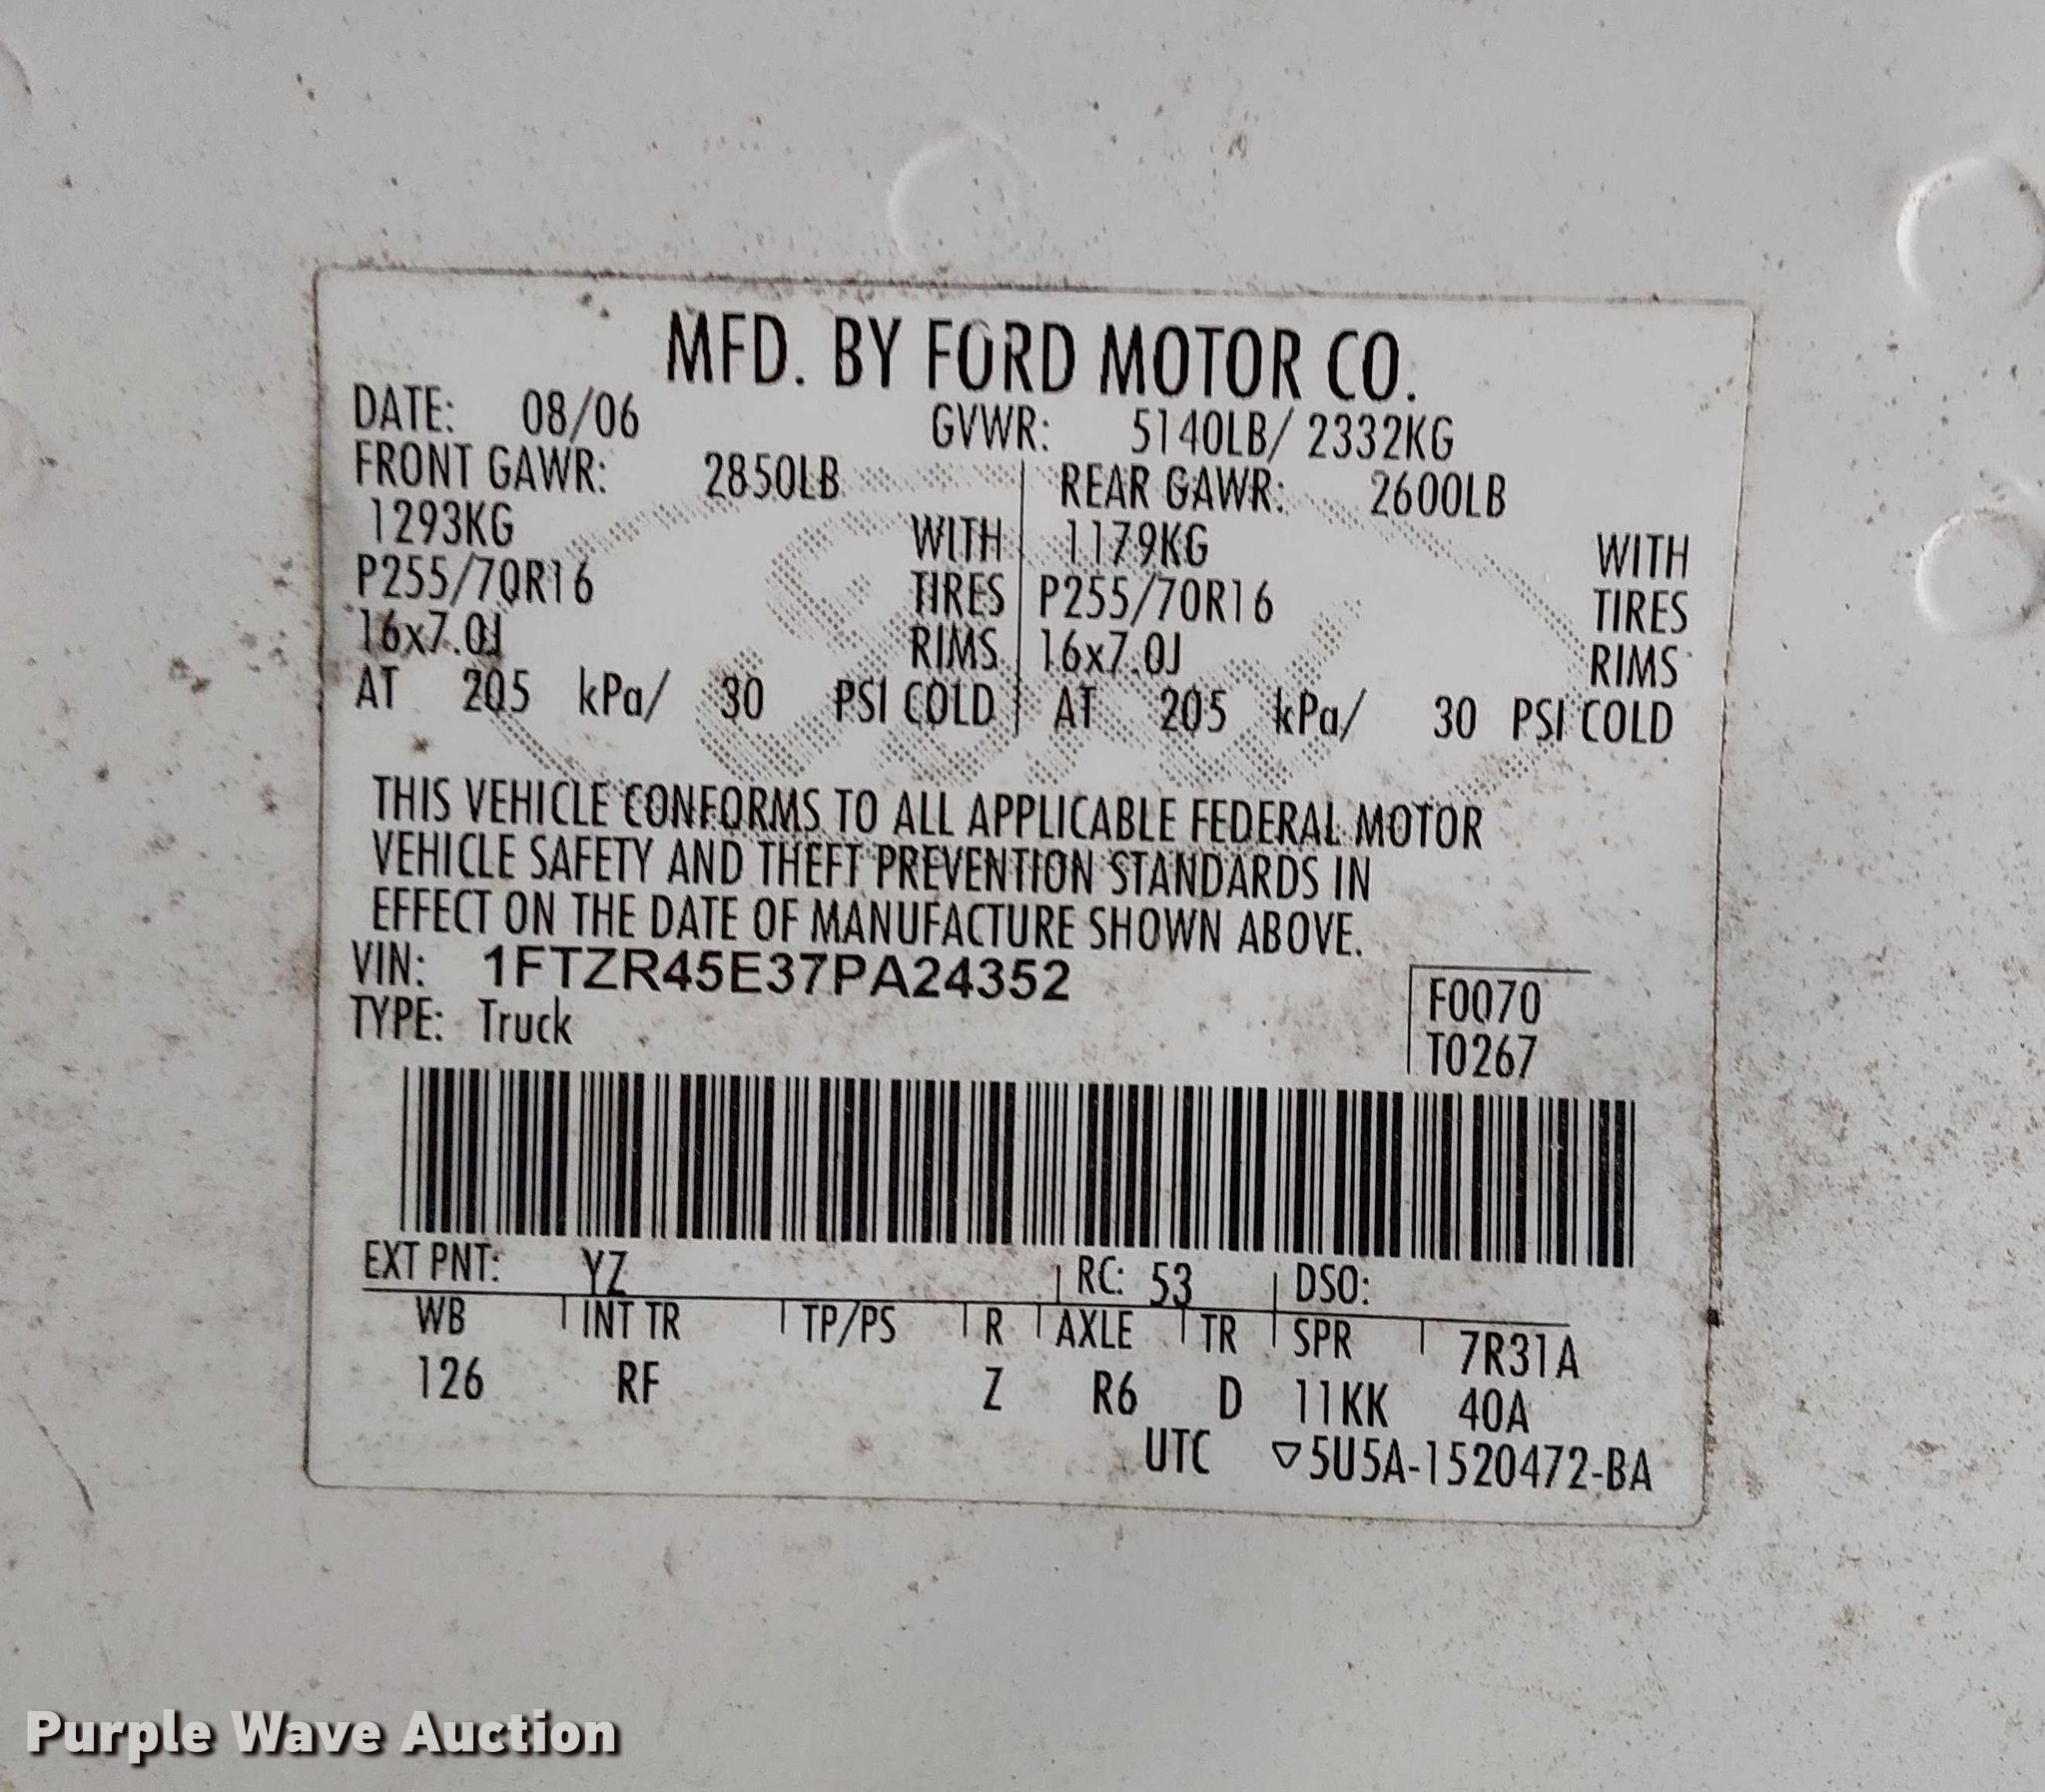 MFD. BY FORD MOTOR CO.
DATE: 08/06 GVWR: 5140LB/ 2332KG
FRONT GAWR: 2850LB REAR GAWR: 2600LB
1293KG WITH 1179KG WITH
P255/70R16 TIRES P255/70R16 TIRES
16x7.0J RIMS 16x7.0J RIMS
AT 205 kPa/ 30 PSI COLD AT 205 kPa/ 30 PSI COLD
THIS VEHICLE CONFORMS TO ALL APPLICABLE FEDERAL MOTOR
VEHICLE SAFETY AND THEFT PREVENTION STANDARDS IN
EFFECT ON THE DATE OF MANUFACTURE SHOWN ABOVE.
VIN: 1FTZR45E37PA24352
F0070
TYPE: Truck
T0267
EXT PNT: YZ RC: 53 DSO:
WB INT TR TP/PS R AXLE TR SPR 7R31A
126 RF Z R6 D 11KK 40A
UTC ▽5U5A-1520472-BA
Purple Wave Auction